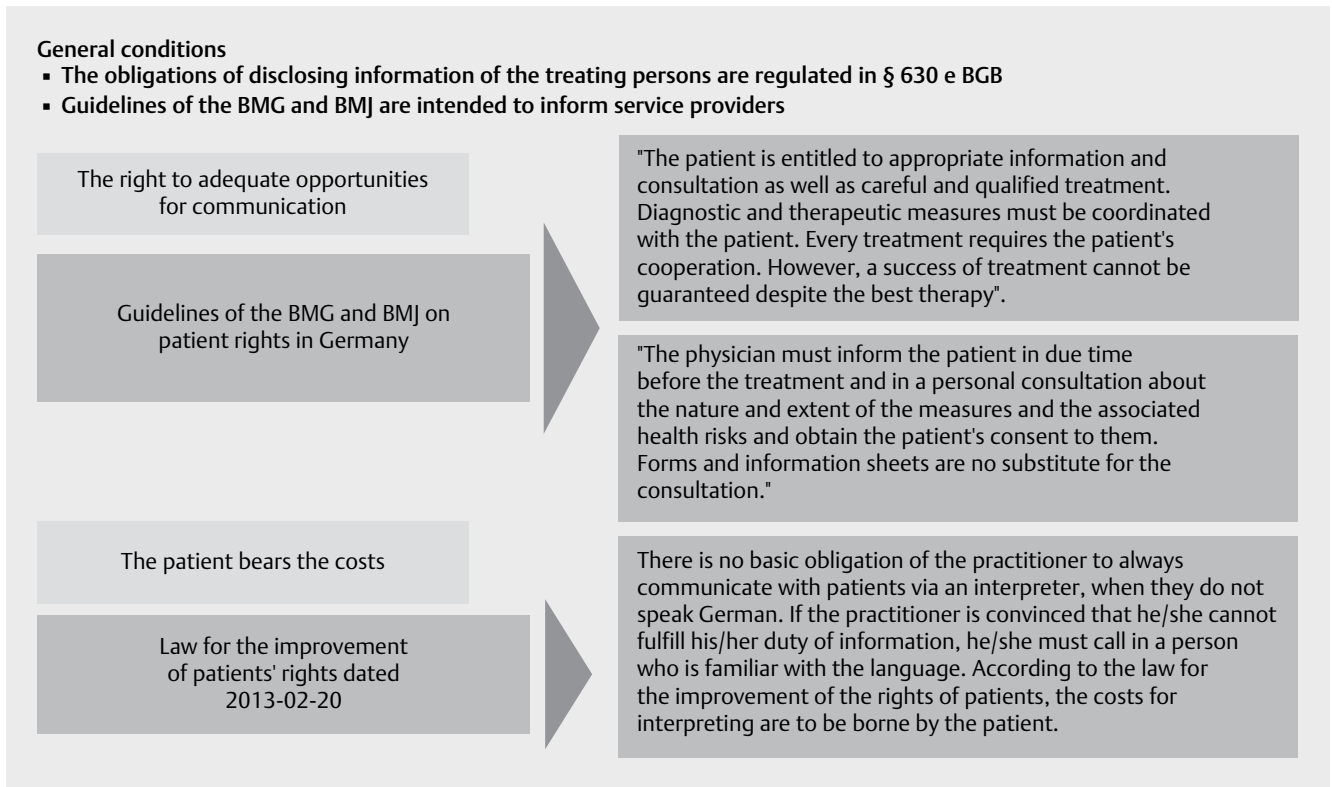 General conditions
▪ The obligations of disclosing information of the treating persons are regulated in § 630 e BGB
▪ Guidelines of the BMG and BMJ are intended to inform service providers
The right to adequate opportunities
for communication
Guidelines of the BMG and BMJ on
patient rights in Germany
"The patient is entitled to appropriate information and
consultation as well as careful and qualified treatment.
Diagnostic and therapeutic measures must be coordinated
with the patient. Every treatment requires the patient's
cooperation. However, a success of treatment cannot be
guaranteed despite the best therapy".
"The physician must inform the patient in due time
before the treatment and in a personal consultation about
the nature and extent of the measures and the associated
health risks and obtain the patient's consent to them.
Forms and information sheets are no substitute for the
consultation."
The patient bears the costs
Law for the improvement
of patients' rights dated
2013-02-20
There is no basic obligation of the practitioner to always
communicate with patients via an interpreter, when they do not
speak German. If the practitioner is convinced that he/she cannot
fulfill his/her duty of information, he/she must call in a person
who is familiar with the language. According to the law for
the improvement of the rights of patients, the costs for
interpreting are to be borne by the patient.